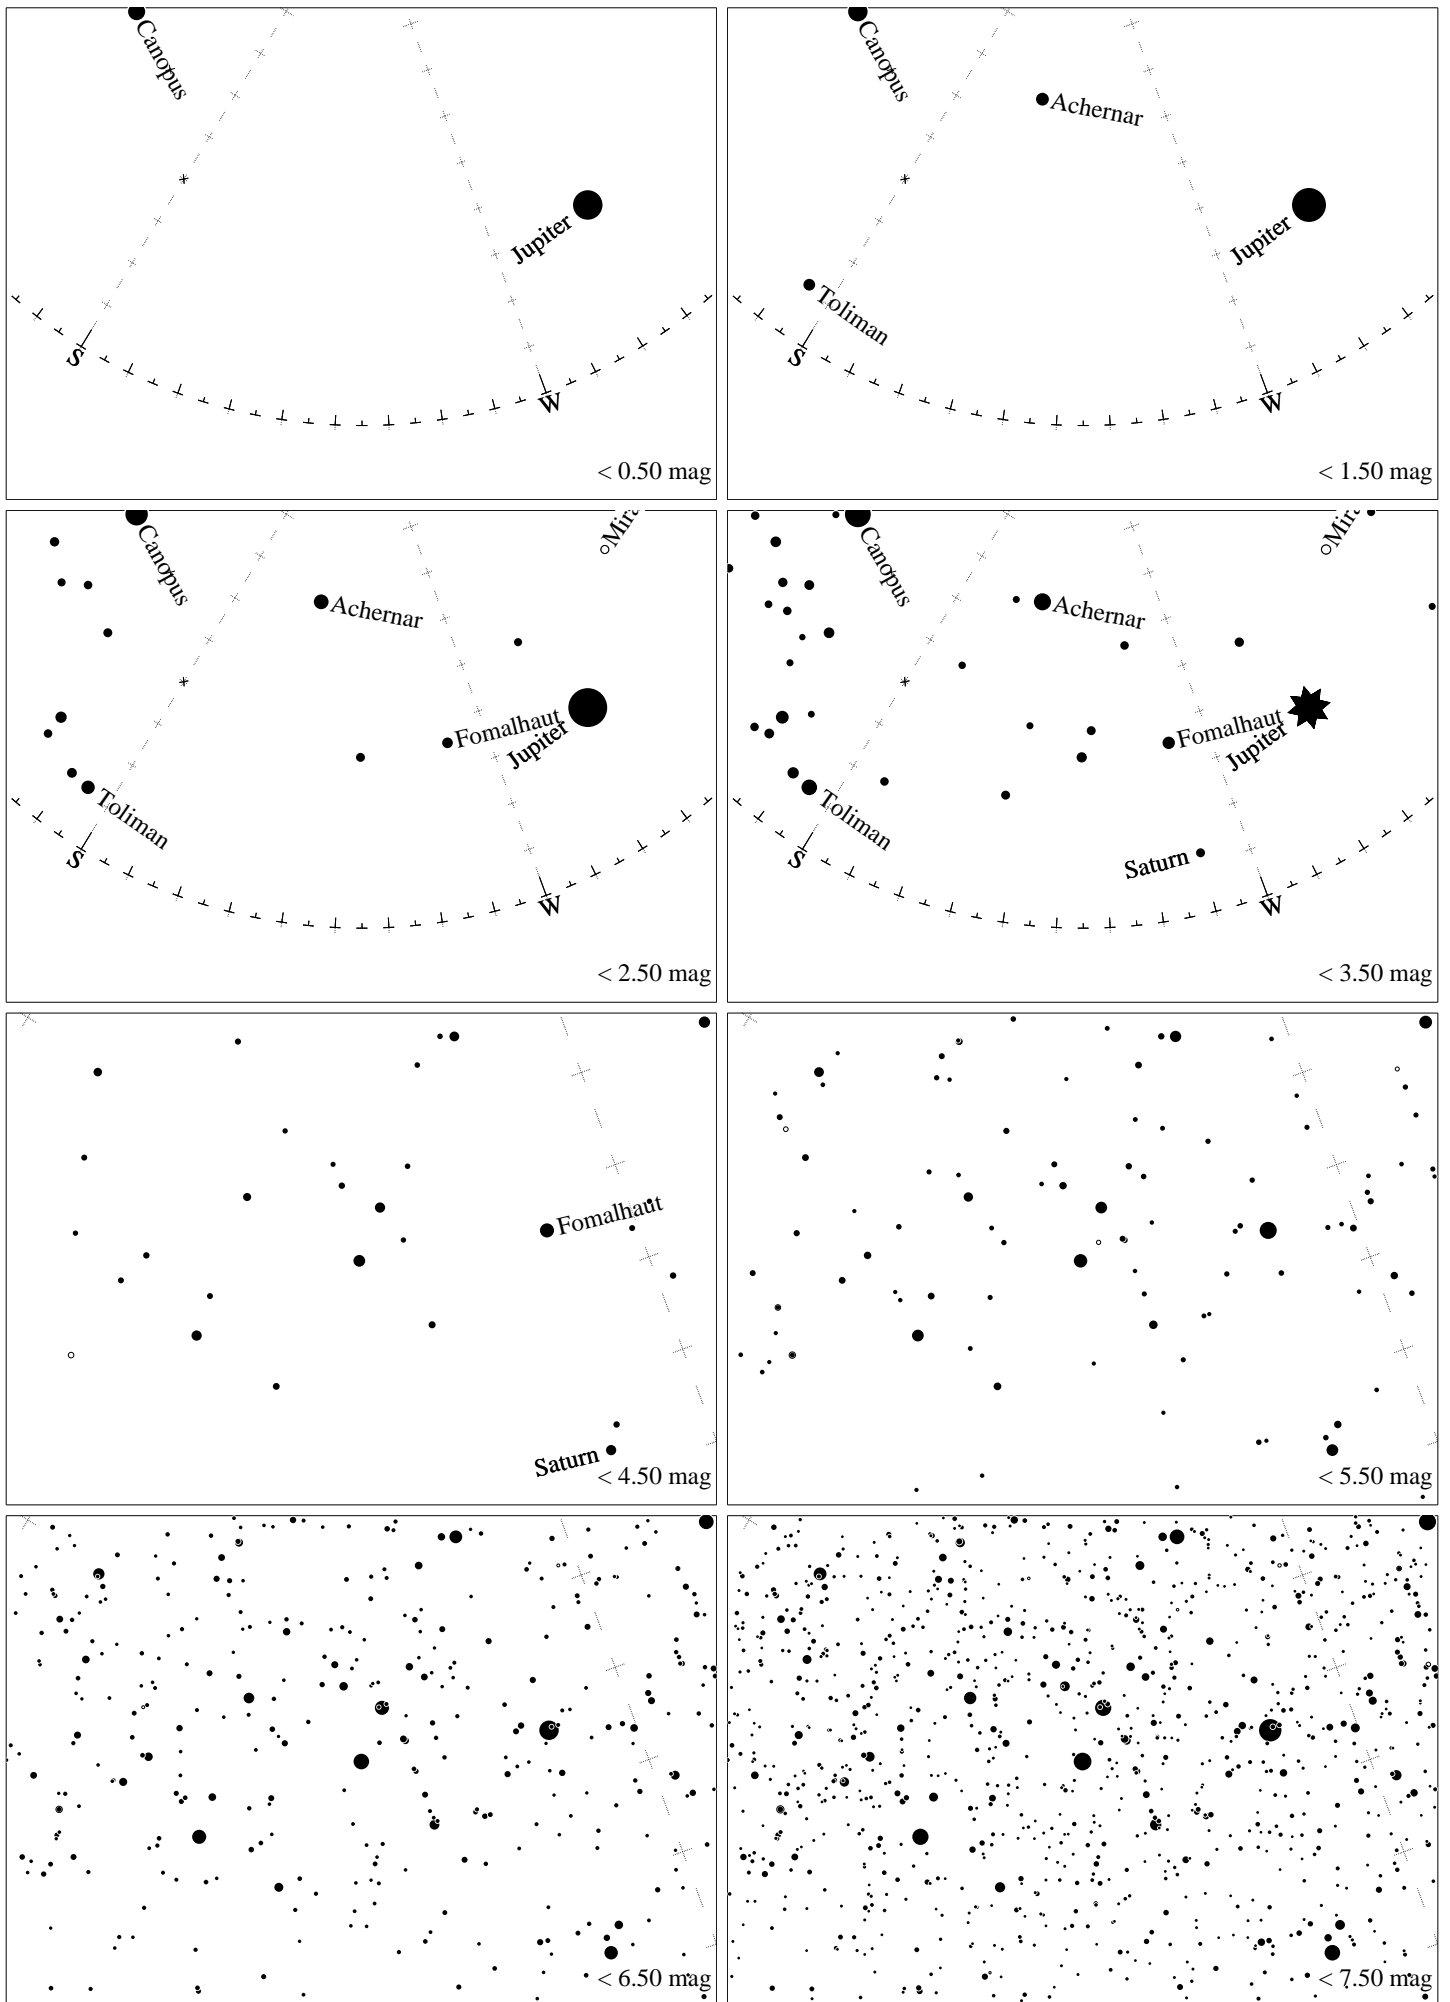 Canopus
Jupiter
S
W
< 0.50 mag
Canopus
Achernar
Jupiter
Toliman
S
W
< 1.50 mag
Canopus
Mira
Achernar
Fomalhaut
Jupiter
Toliman
S
W
< 2.50 mag
Canopus
Mira
Achernar
Fomalhaut
Jupiter
Toliman
Saturn
S
W
< 3.50 mag
Fomalhaut
Saturn
< 4.50 mag
< 5.50 mag
< 6.50 mag
< 7.50 mag